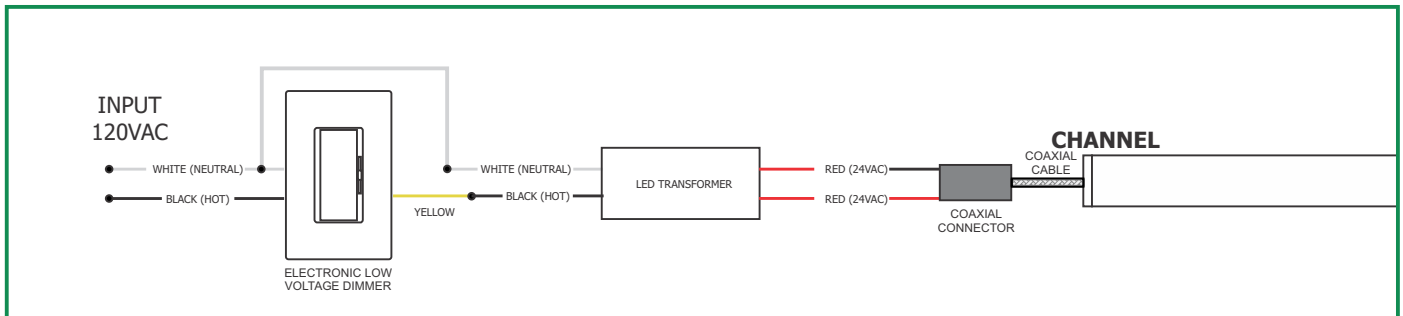 INPUT
120VAC
WHITE (NEUTRAL)
BLACK (HOT)
ELECTRONIC LOW
VOLTAGE DIMMER
YELLOW
WHITE (NEUTRAL)
BLACK (HOT)
LED TRANSFORMER
RED (24VAC)
RED (24VAC)
COAXIAL
CONNECTOR
CHANNEL
COAXIAL
CABLE